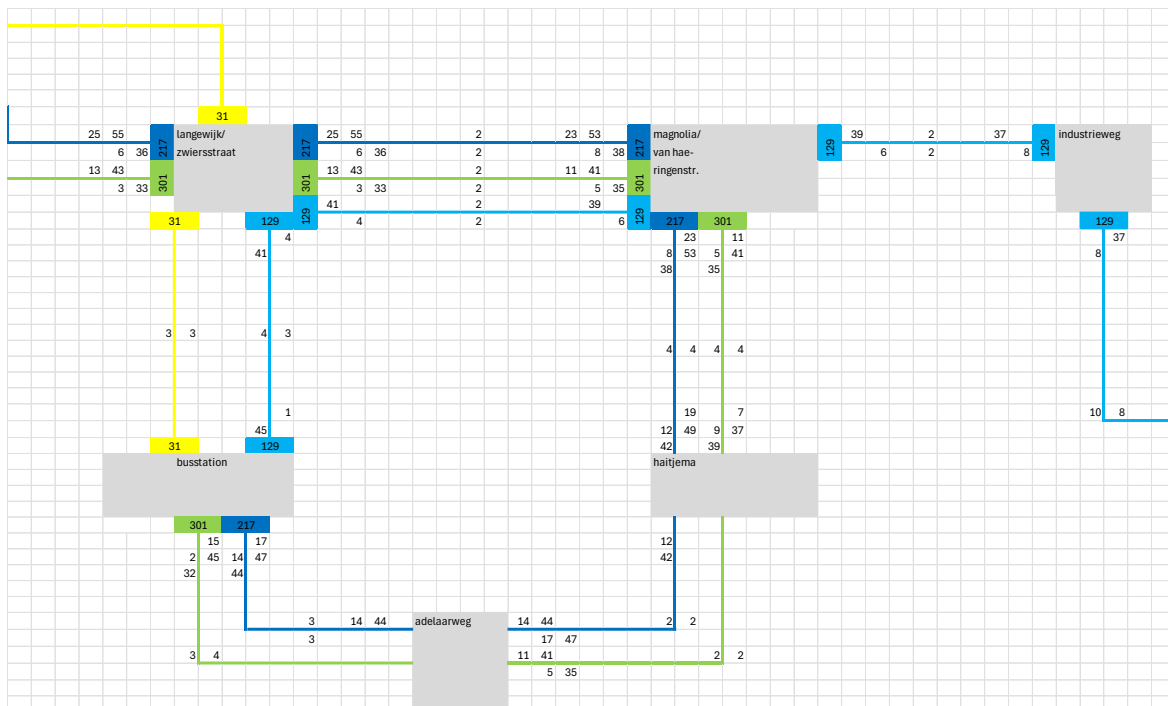 31
25 55 217 langewijk/ 217 25 55 2 23 53 217 magnolia/ 129 39 2 37 129 industrieweg
6 36 zwiersstraat 6 36 2 8 38 van hae- 6 2 8
13 43 301 301 13 43 2 11 41 301 ringenstr.
3 33 3 33 2 5 35
129 41 2 39 129
31 129 4 2 6 217 301 129
4 23 11 37
41 8 53 5 41 8
38 35
3 3 4 3
4 4 4 4
1 19 7 10 8
45 12 49 9 37
31 129 42 39
busstation haitjema
301 217
15 17 12
2 45 14 47 42
32 44
3 14 44 adelaarweg 14 44 2 2
3 17 47
3 4 11 41 2 2
5 35